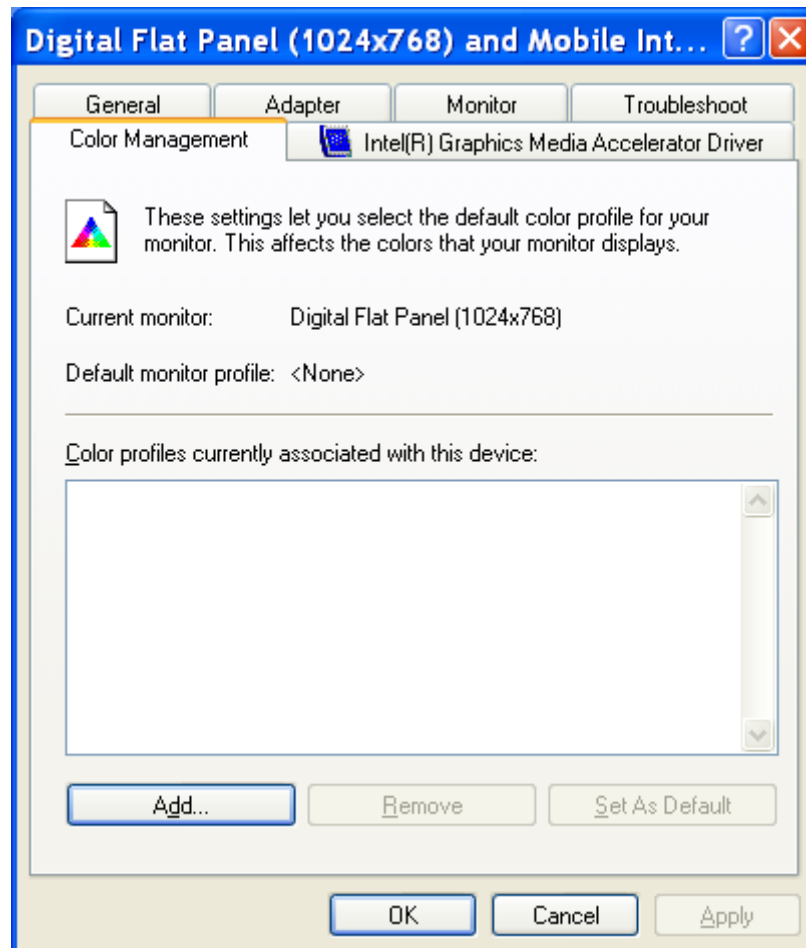 Digital Flat Panel (1024x768) and Mobile Int... ?
General Adapter Monitor Troubleshoot
Color Management Intel(R) Graphics Media Accelerator Driver
These settings let you select the default color profile for your
monitor. This affects the colors that your monitor displays.
Current monitor: Digital Flat Panel (1024x768)
Default monitor profile: <None>
Color profiles currently associated with this device:
Add... Remove Set As Default
OK Cancel Apply